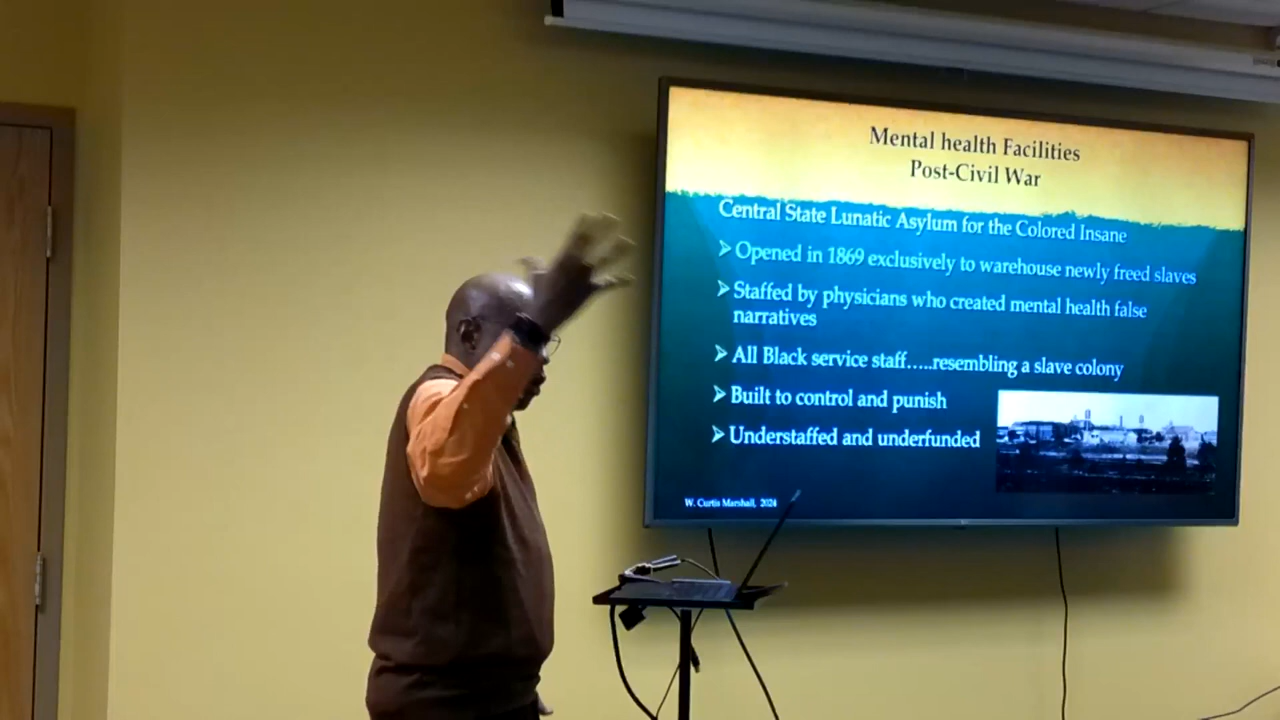 Mental health Facilities
Post-Civil War
Central State Lunatic Asylum for the Colored Insane
➢Opened in 1869 exclusively to warehouse newly freed slaves
➢Staffed by physicians who created mental health false
narratives
➢All Black service staff…..resembling a slave colony
➢Built to control and punish
➢Understaffed and underfunded
W. Curtis Marshall, 2024